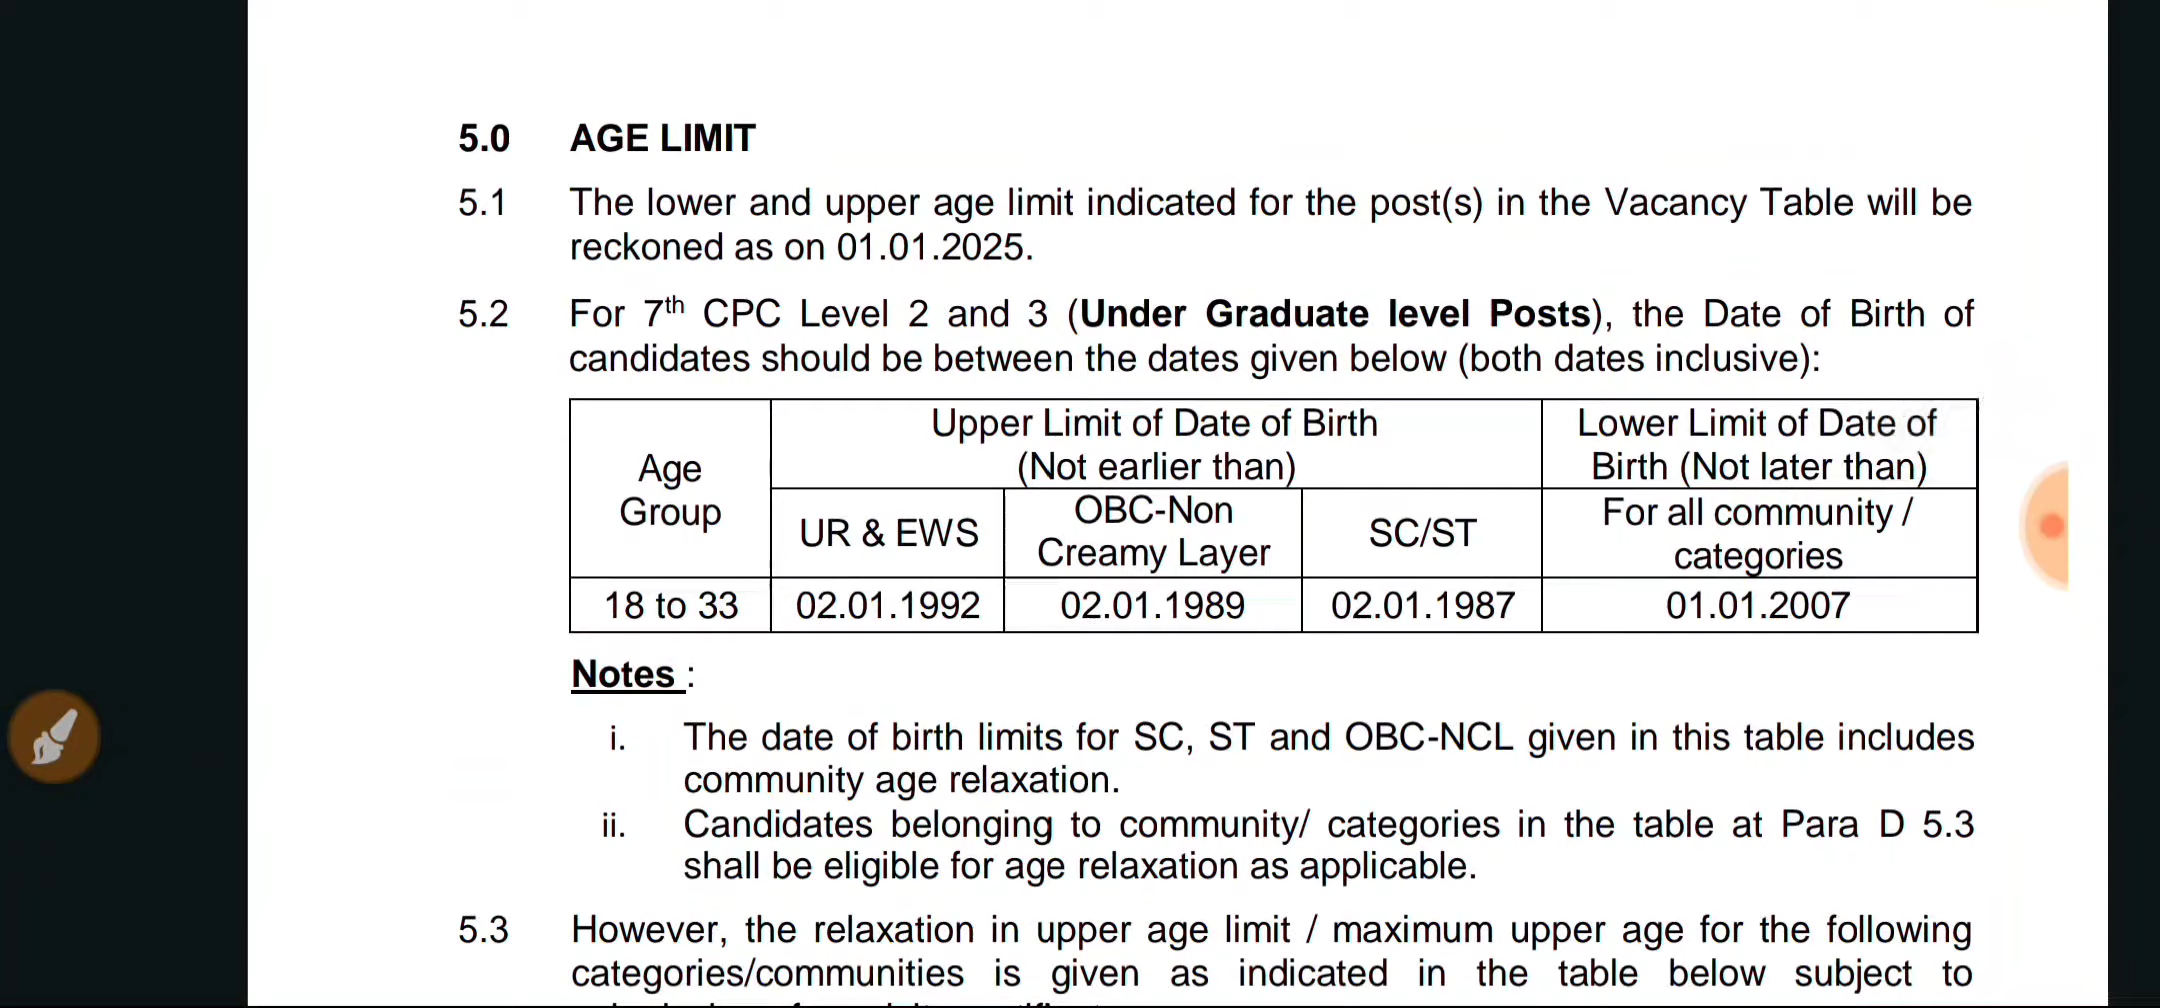 5.0 AGE LIMIT
5.1 The lower and upper age limit indicated for the post(s) in the Vacancy Table will be
reckoned as on 01.01.2025.
5.2 For 7th CPC Level 2 and 3 (Under Graduate level Posts), the Date of Birth of
candidates should be between the dates given below (both dates inclusive):
Age
Group
Upper Limit of Date of Birth
(Not earlier than)
Lower Limit of Date of
Birth (Not later than)
UR & EWS
OBC-Non
Creamy Layer
SC/ST
For all community /
categories
18 to 33 02.01.1992 02.01.1989 02.01.1987 01.01.2007
Notes :
i. The date of birth limits for SC, ST and OBC-NCL given in this table includes
community age relaxation.
ii. Candidates belonging to community/ categories in the table at Para D 5.3
shall be eligible for age relaxation as applicable.
5.3 However, the relaxation in upper age limit / maximum upper age for the following
categories/communities is given as indicated in the table below subject to